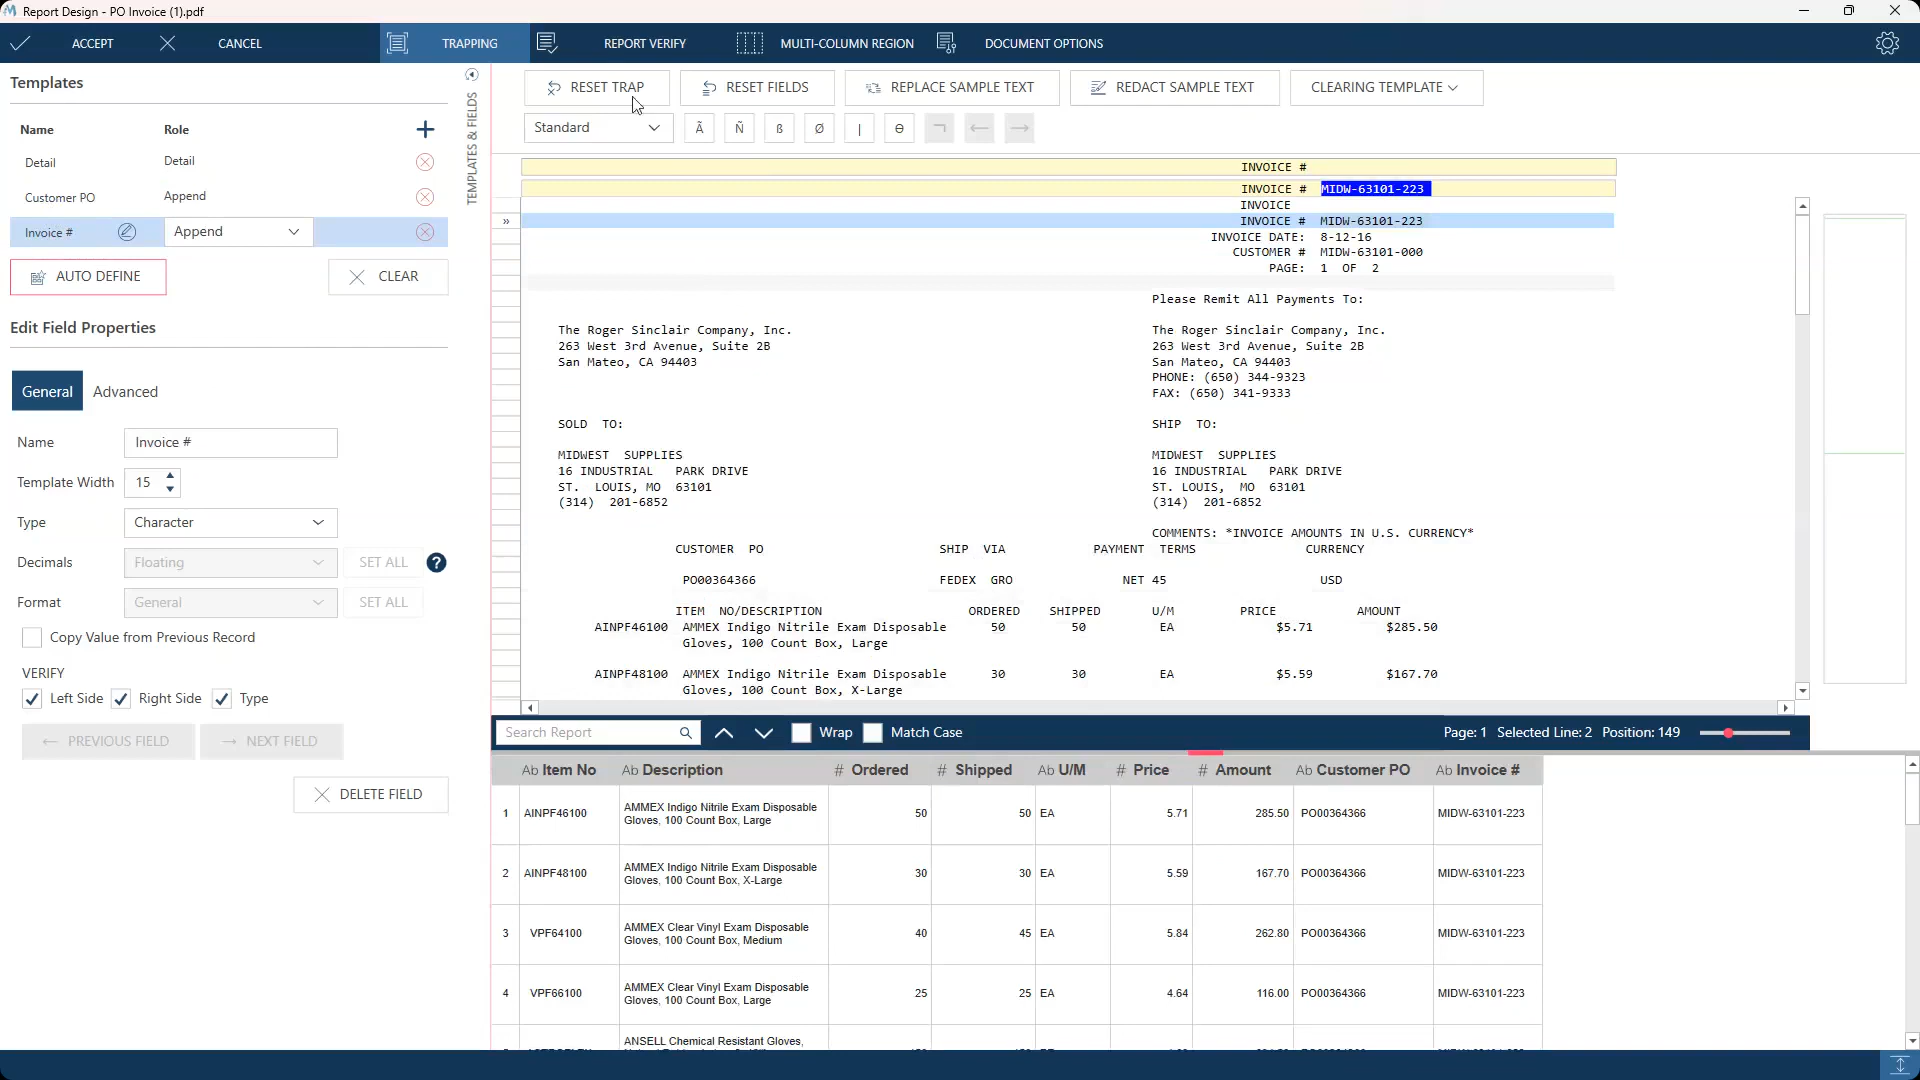 Report Design - PO Invoice (1).pdf
ACCEPT CANCEL TRAPPING REPORT VERIFY MULTI-COLUMN REGION DOCUMENT OPTIONS
Templates
Name Role
Detail Detail
Customer PO Append
Invoice # Append
AUTO DEFINE CLEAR
Edit Field Properties
General Advanced
Name Invoice #
Template Width 15
Type Character
Decimals Floating SET ALL ?
Format General SET ALL
Copy Value from Previous Record
VERIFY
Left Side Right Side Type
← PREVIOUS FIELD → NEXT FIELD
DELETE FIELD
TEMPLATES & FIELDS
RESET TRAP RESET FIELDS REPLACE SAMPLE TEXT REDACT SAMPLE TEXT CLEARING TEMPLATE
Standard Ã Ñ ß Ø | ꝋ ¬ ← →
INVOICE #
INVOICE # MIDW-63101-223
INVOICE
» INVOICE # MIDW-63101-223
INVOICE DATE: 8-12-16
CUSTOMER # MIDW-63101-000
PAGE: 1 OF 2
Please Remit All Payments To:
The Roger Sinclair Company, Inc. The Roger Sinclair Company, Inc.
263 West 3rd Avenue, Suite 2B 263 West 3rd Avenue, Suite 2B
San Mateo, CA 94403 San Mateo, CA 94403
PHONE: (650) 344-9323
FAX: (650) 341-9333
SOLD TO: SHIP TO:
MIDWEST SUPPLIES MIDWEST SUPPLIES
16 INDUSTRIAL PARK DRIVE 16 INDUSTRIAL PARK DRIVE
ST. LOUIS, MO 63101 ST. LOUIS, MO 63101
(314) 201-6852 (314) 201-6852
COMMENTS: *INVOICE AMOUNTS IN U.S. CURRENCY*
CUSTOMER PO SHIP VIA PAYMENT TERMS CURRENCY
PO00364366 FEDEX GRO NET 45 USD
ITEM NO/DESCRIPTION ORDERED SHIPPED U/M PRICE AMOUNT
AINPF46100 AMMEX Indigo Nitrile Exam Disposable 50 50 EA $5.71 $285.50
Gloves, 100 Count Box, Large
AINPF48100 AMMEX Indigo Nitrile Exam Disposable 30 30 EA $5.59 $167.70
Gloves, 100 Count Box, X-Large
Search Report Wrap Match Case Page: 1 Selected Line: 2 Position: 149
Ab Item No Ab Description # Ordered # Shipped Ab U/M # Price # Amount Ab Customer PO Ab Invoice #
1 AINPF46100 AMMEX Indigo Nitrile Exam Disposable Gloves, 100 Count Box, Large 50 50 EA 5.71 285.50 PO00364366 MIDW-63101-223
2 AINPF48100 AMMEX Indigo Nitrile Exam Disposable Gloves, 100 Count Box, X-Large 30 30 EA 5.59 167.70 PO00364366 MIDW-63101-223
3 VPF64100 AMMEX Clear Vinyl Exam Disposable Gloves, 100 Count Box, Medium 40 45 EA 5.84 262.80 PO00364366 MIDW-63101-223
4 VPF66100 AMMEX Clear Vinyl Exam Disposable Gloves, 100 Count Box, Large 25 25 EA 4.64 116.00 PO00364366 MIDW-63101-223
ANSELL Chemical Resistant Gloves,